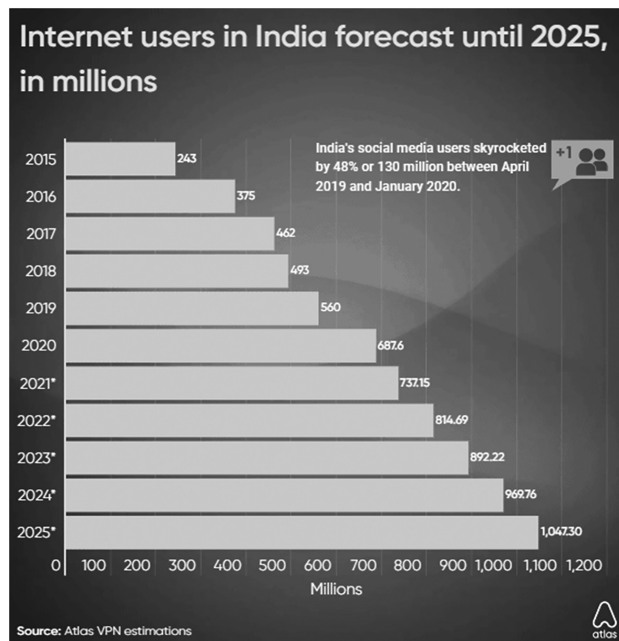 Internet users in India forecast until 2025,
in millions
India's social media users skyrocketed
by 48% or 130 million between April
2019 and January 2020.
+1
2015 243
2016 375
2017 462
2018 493
2019 560
2020 687.6
2021* 737.15
2022* 814.69
2023* 892.22
2024* 969.76
2025* 1,047.30
0 100 200 300 400 500 600 700 800 900 1,000 1,100 1,200
Millions
Source: Atlas VPN estimations
atlas